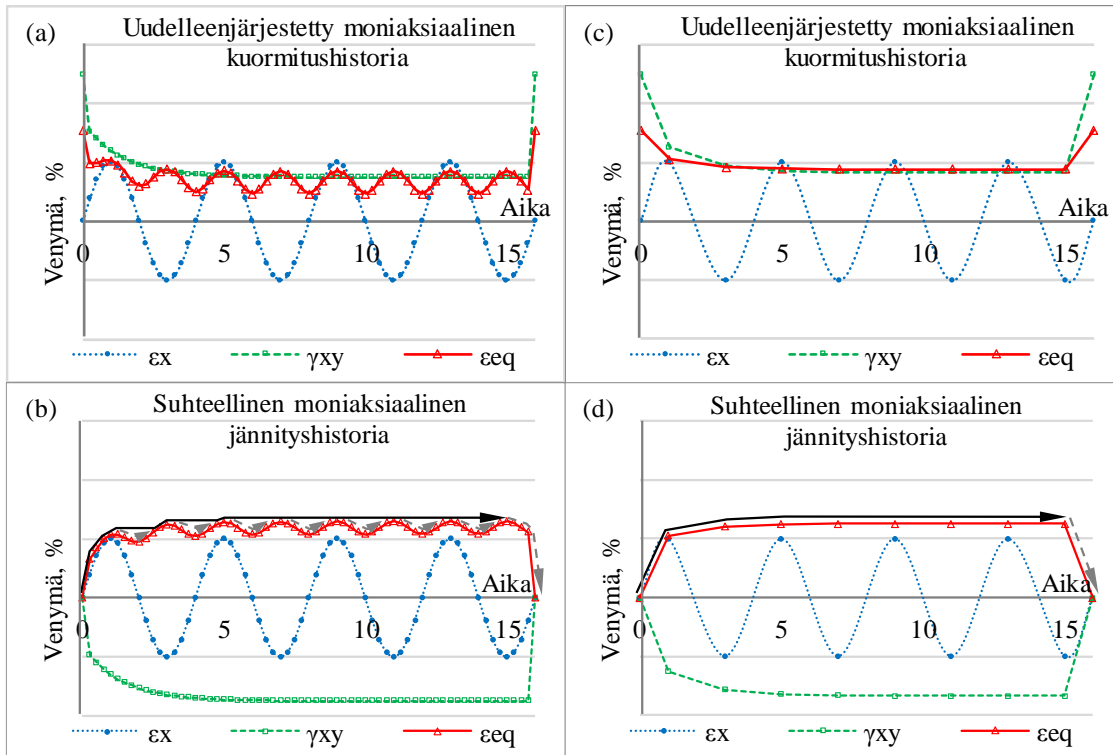 (a) Uudelleenjärjestetty moniaksiaalinen
kuormitushistoria
Venymä, %
Aika
0 5 10 15
εx γxy εeq
(c) Uudelleenjärjestetty moniaksiaalinen
kuormitushistoria
Venymä, %
Aika
0 5 10 15
εx γxy εeq
(b) Suhteellinen moniaksiaalinen
jännityshistoria
Venymä, %
Aika
0 5 10 15
εx γxy εeq
(d) Suhteellinen moniaksiaalinen
jännityshistoria
Venymä, %
Aika
0 5 10 15
εx γxy εeq